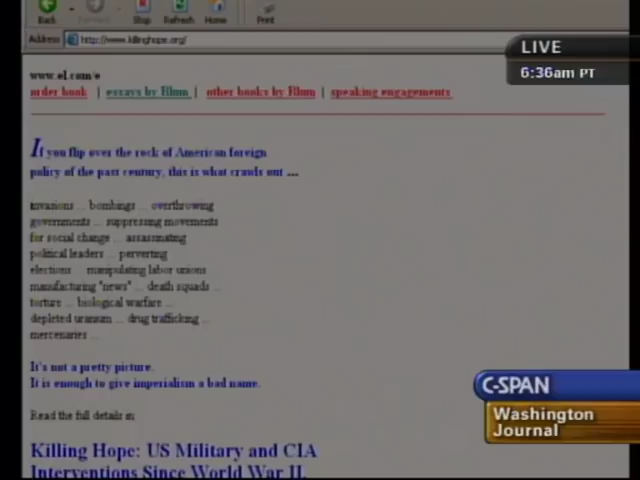 Back Forward Stop Refresh Home Print
Address http://www.killinghope.org/
LIVE
6:36am PT
www.el.com/e
order book | essays by Blum | other books by Blum | speaking engagements
If you flip over the rock of American foreign
policy of the past century, this is what crawls out ...
invasions ... bombings ... overthrowing
governments ... suppressing movements
for social change ... assassinating
political leaders ... perverting
elections ... manipulating labor unions ...
manufacturing "news" ... death squads ...
torture ... biological warfare ...
depleted uranium ... drug trafficking ...
mercenaries ...
It's not a pretty picture.
It is enough to give imperialism a bad name.
Read the full details in:
Killing Hope: US Military and CIA
Interventions Since World War II,
C-SPAN
Washington
Journal